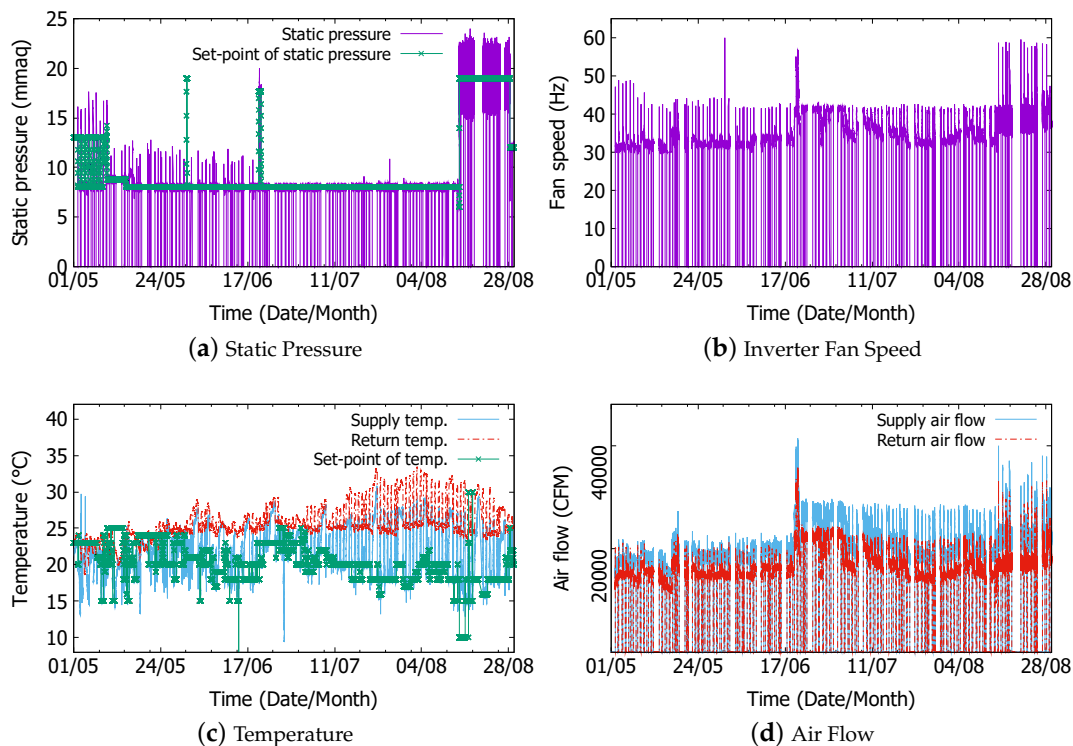 Static pressure
Set-point of static pressure
25
20
15
10
5
0
Static pressure (mmaq)
01/05 24/05 17/06 11/07 04/08 28/08
Time (Date/Month)
(a) Static Pressure
60
50
40
30
20
10
0
Fan speed (Hz)
01/05 24/05 17/06 11/07 04/08 28/08
Time (Date/Month)
(b) Inverter Fan Speed
Supply temp.
Return temp.
Set-point of temp.
40
35
30
25
20
15
10
Temperature (°C)
01/05 24/05 17/06 11/07 04/08 28/08
Time (Date/Month)
(c) Temperature
Supply air flow
Return air flow
40000
20000
Air flow (CFM)
01/05 24/05 17/06 11/07 04/08 28/08
Time (Date/Month)
(d) Air Flow